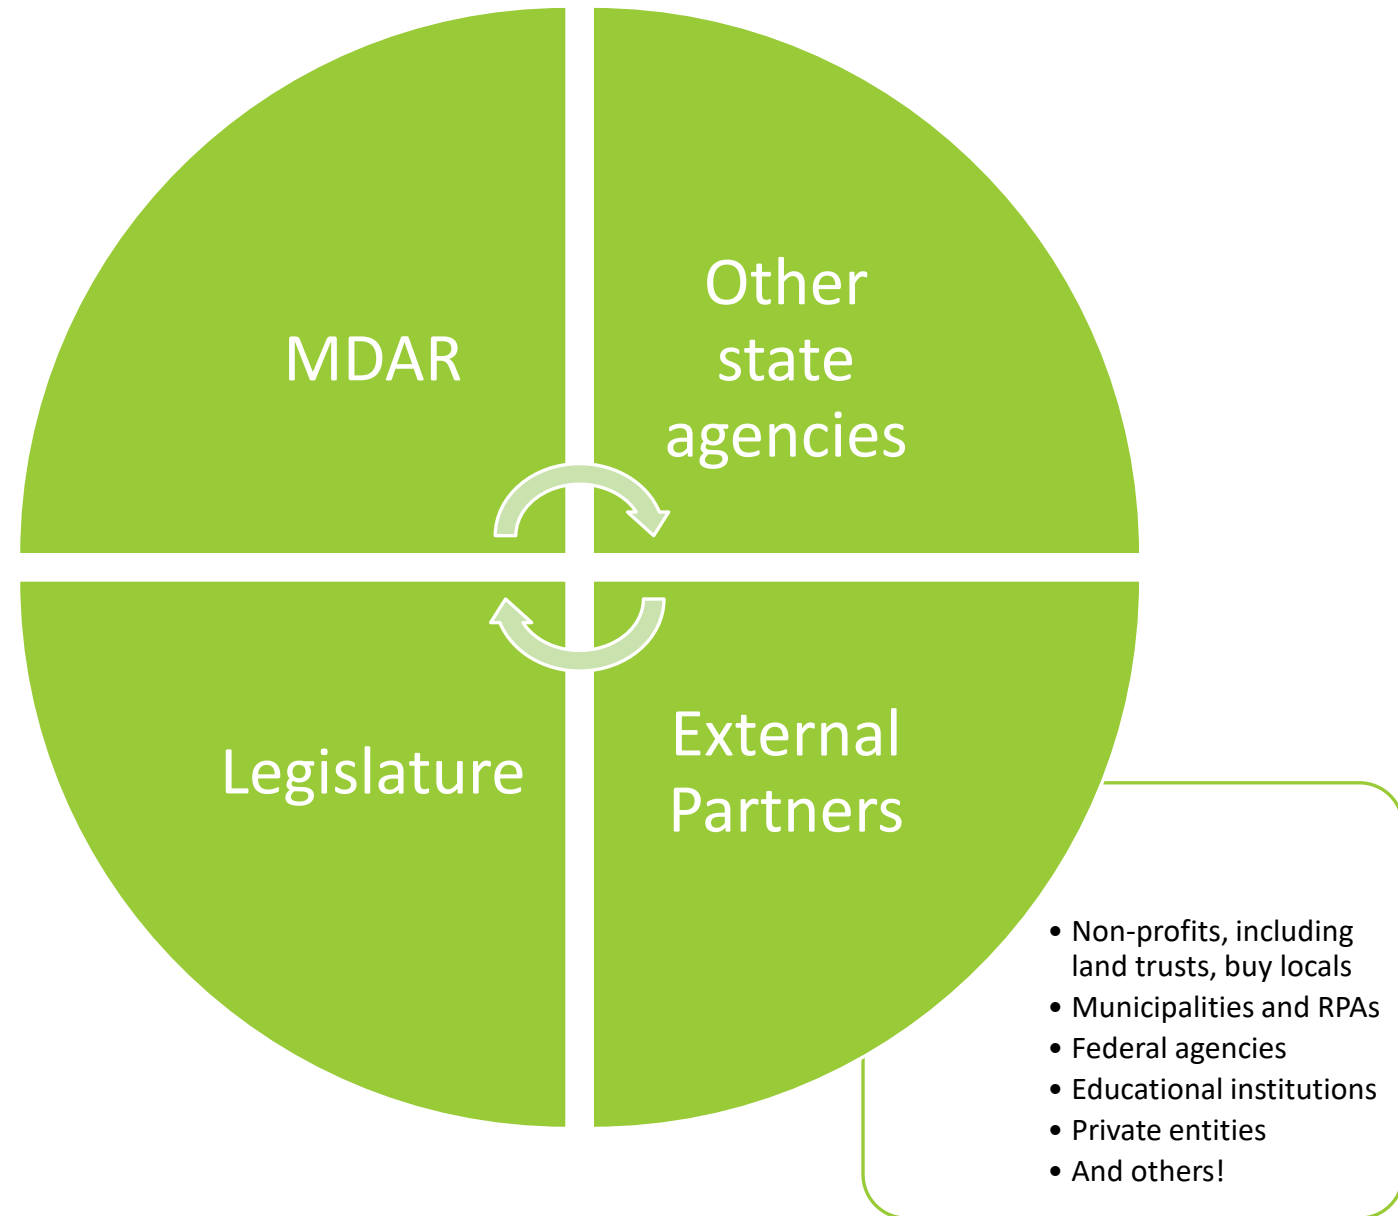 MDAR
Other
state
agencies
Legislature
External
Partners
• Non-profits, including
land trusts, buy locals
• Municipalities and RPAs
• Federal agencies
• Educational institutions
• Private entities
• And others!